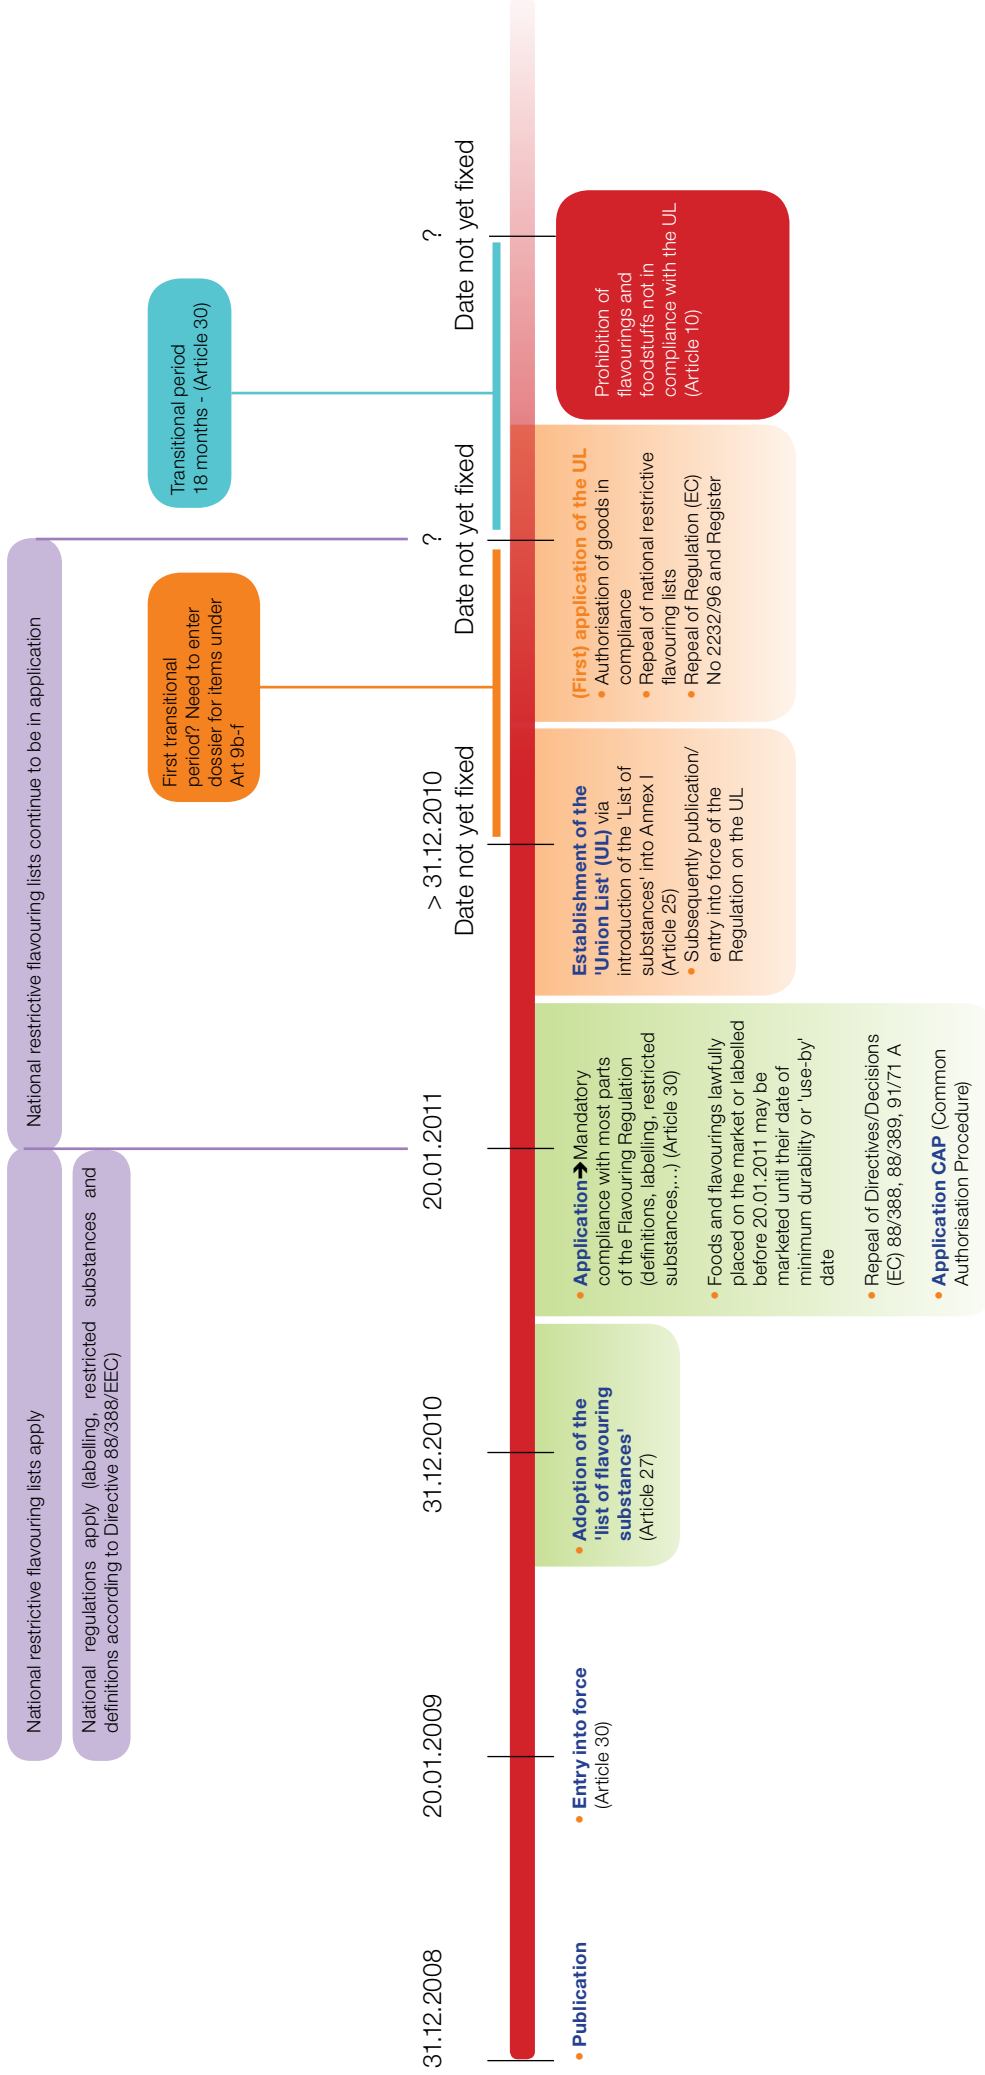 National restrictive flavouring lists apply
National restrictive flavouring lists continue to be in application
National regulations apply (labelling, restricted substances and
definitions according to Directive 88/388/EEC)
First transitional
period? Need to enter
dossier for items under
Art 9b-f
Transitional period
18 months - (Article 30)
31.12.2008
20.01.2009
31.12.2010
20.01.2011
> 31.12.2010
Date not yet fixed
?
Date not yet fixed
?
Date not yet fixed
• Publication
• Entry into force
(Article 30)
• Adoption of the
'list of flavouring
substances'
(Article 27)
• Application➔Mandatory
compliance with most parts
of the Flavouring Regulation
(definitions, labelling, restricted
substances,...) (Article 30)
• Foods and flavourings lawfully
placed on the market or labelled
before 20.01.2011 may be
marketed until their date of
minimum durability or 'use-by'
date
• Repeal of Directives/Decisions
(EC) 88/388, 88/389, 91/71 A
• Application CAP (Common
Authorisation Procedure)
Establishment of the
'Union List' (UL) via
introduction of the 'List of
substances' into Annex I
(Article 25)
• Subsequently publication/
entry into force of the
Regulation on the UL
(First) application of the UL
• Authorisation of goods in
compliance
• Repeal of national restrictive
flavouring lists
• Repeal of Regulation (EC)
No 2232/96 and Register
Prohibition of
flavourings and
foodstuffs not in
compliance with the UL
(Article 10)